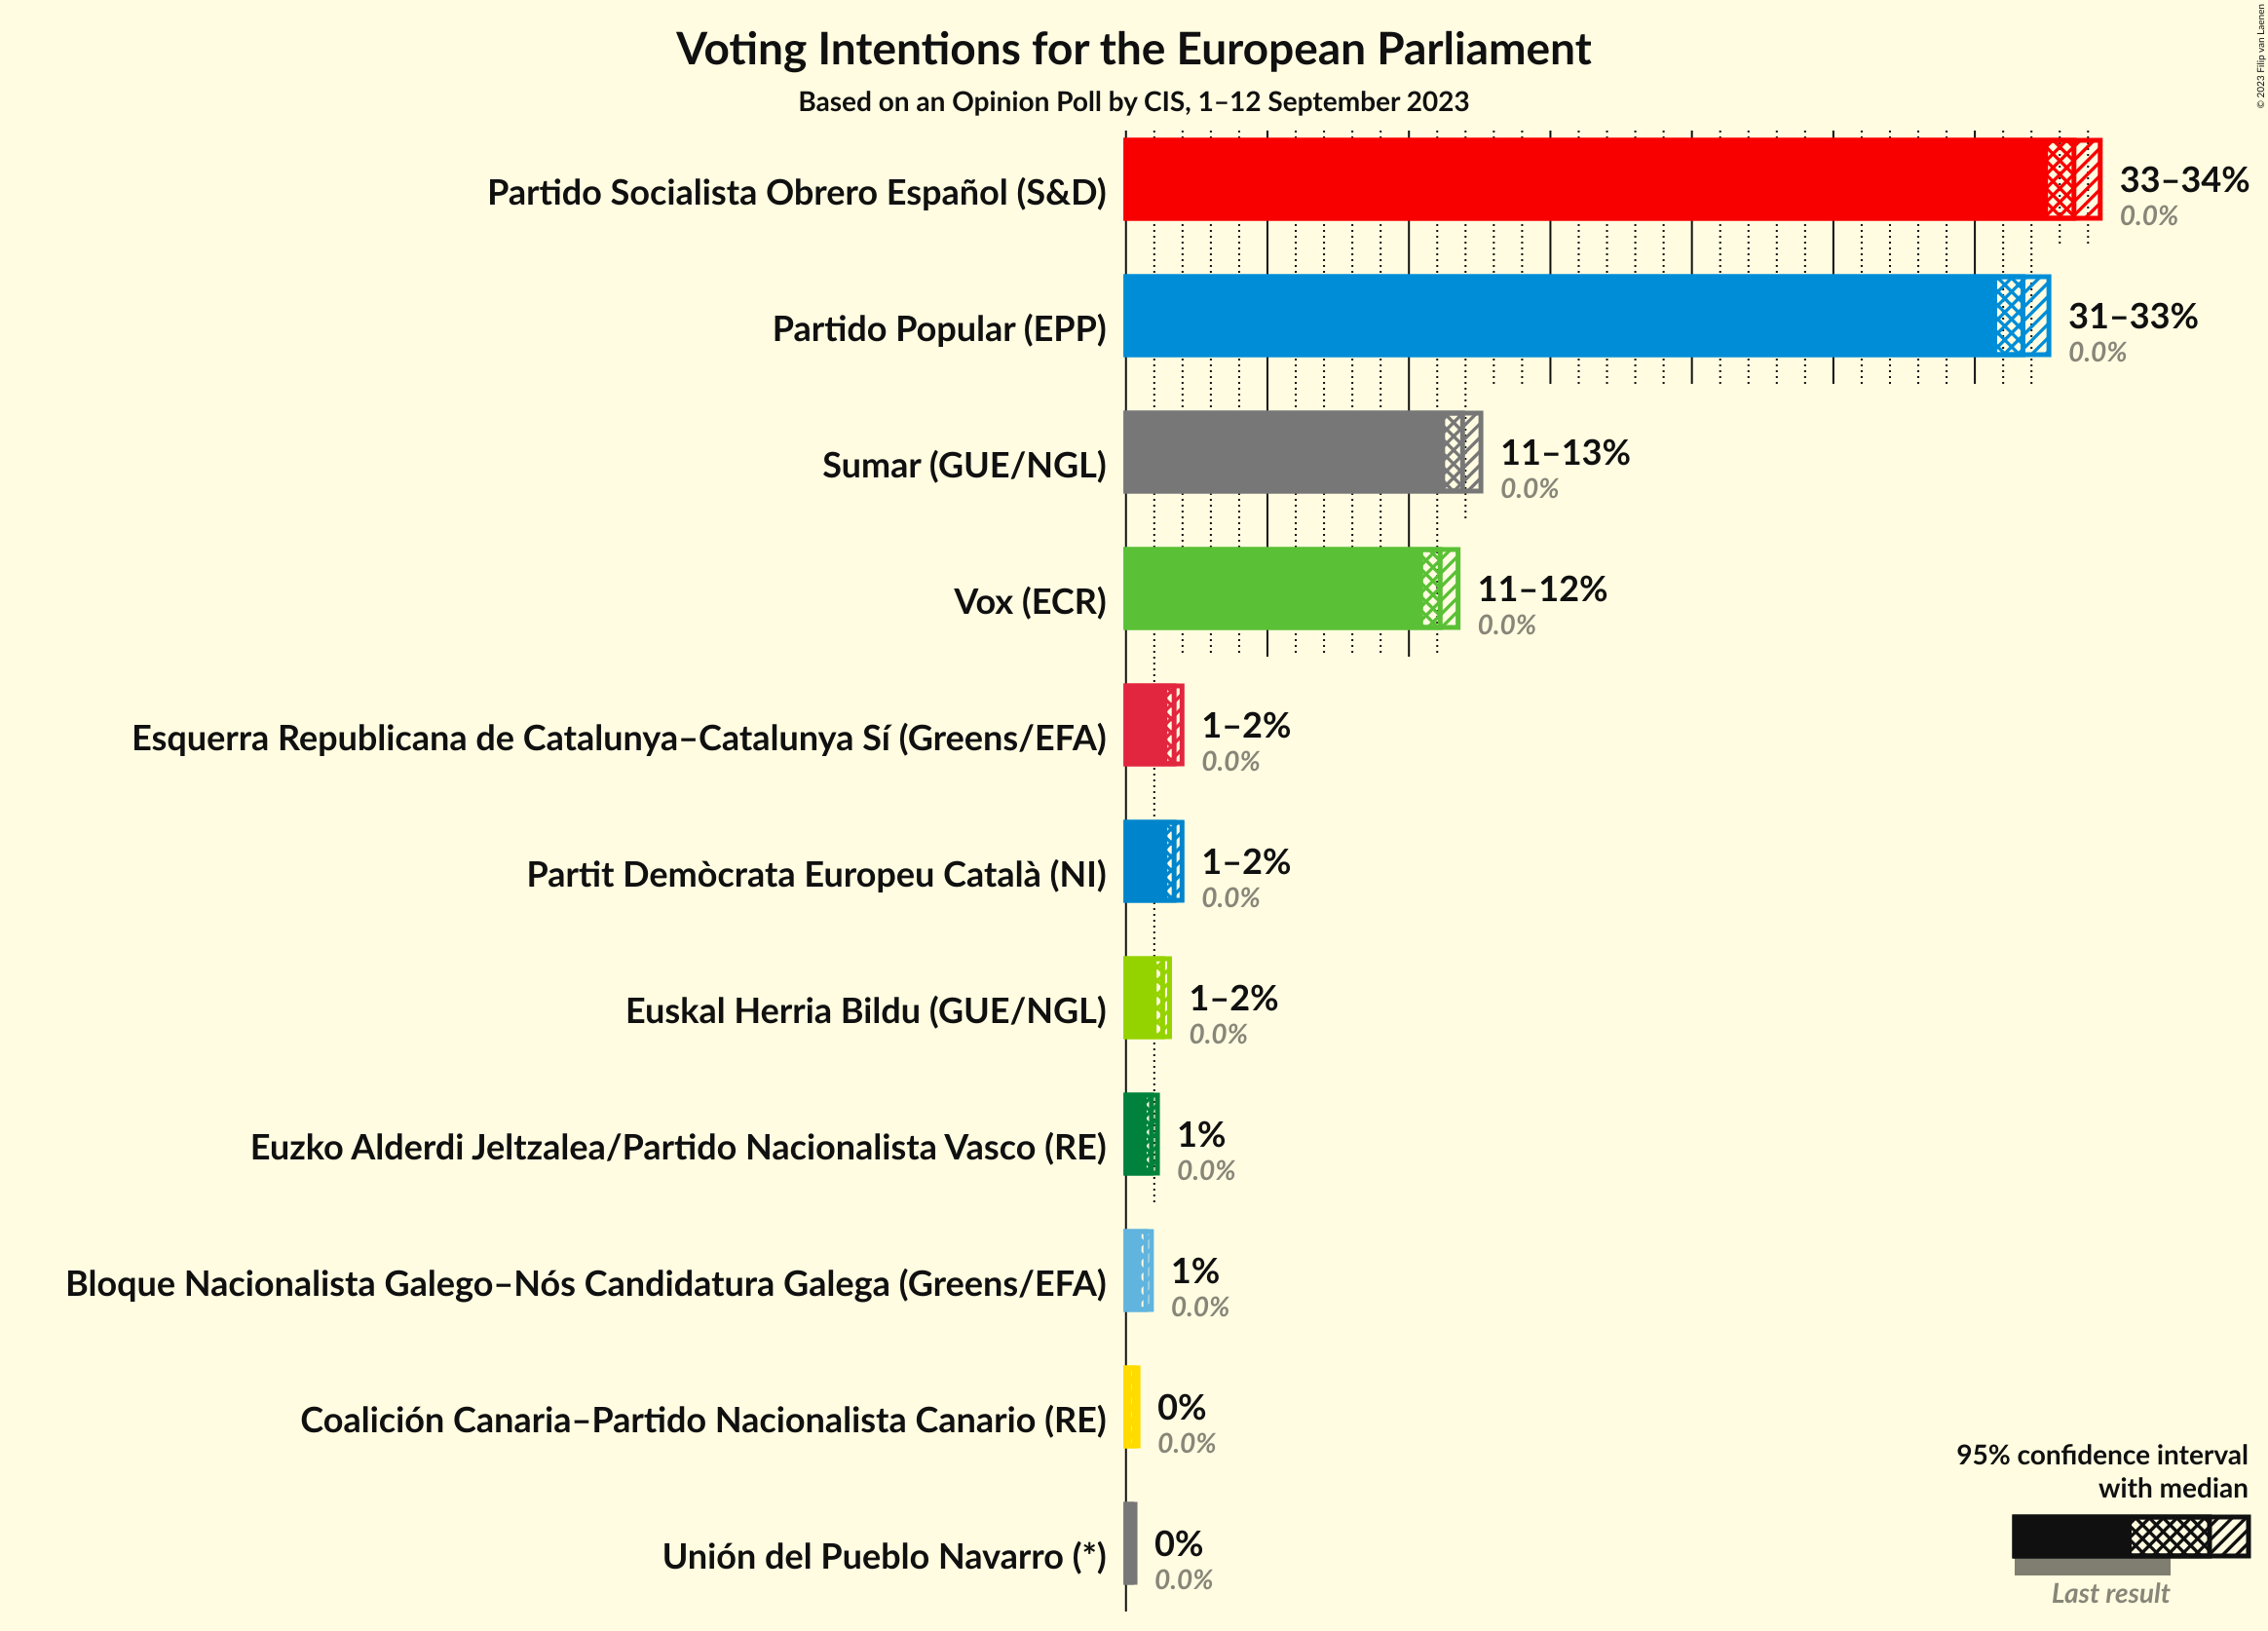 © 2023 Filip van Laenen
Voting Intentions for the European Parliament
Based on an Opinion Poll by CIS, 1–12 September 2023
Partido Socialista Obrero Español (S&D)
33–34%
0.0%
Partido Popular (EPP)
31–33%
0.0%
Sumar (GUE/NGL)
11–13%
0.0%
Vox (ECR)
11–12%
0.0%
Esquerra Republicana de Catalunya–Catalunya Sí (Greens/EFA)
1–2%
0.0%
Partit Demòcrata Europeu Català (NI)
1–2%
0.0%
Euskal Herria Bildu (GUE/NGL)
1–2%
0.0%
Euzko Alderdi Jeltzalea/Partido Nacionalista Vasco (RE)
1%
0.0%
Bloque Nacionalista Galego–Nós Candidatura Galega (Greens/EFA)
1%
0.0%
Coalición Canaria–Partido Nacionalista Canario (RE)
0%
0.0%
Unión del Pueblo Navarro (*)
0%
0.0%
95% confidence interval
with median
Last result